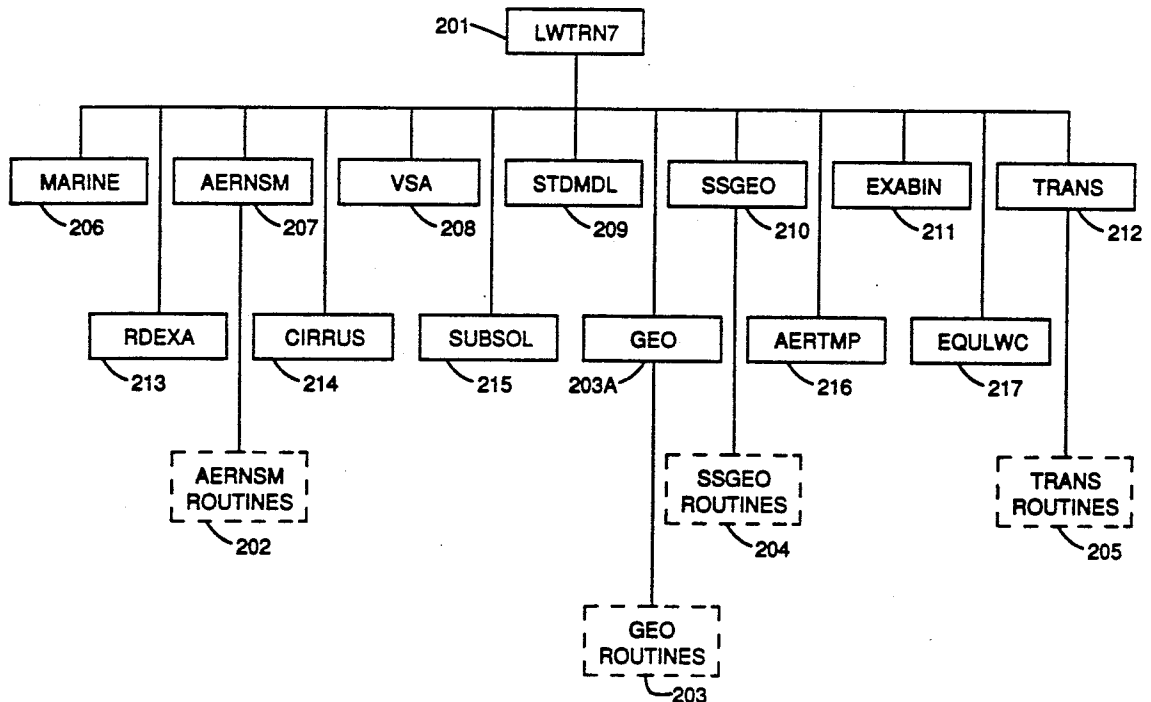 201
LWTRN7
MARINE
206
AERNSM
207
VSA
208
STDMDL
209
SSGEO
210
EXABIN
211
TRANS
212
RDEXA
213
CIRRUS
214
SUBSOL
215
GEO
203A
AERTMP
216
EQULWC
217
AERNSM
ROUTINES
202
SSGEO
ROUTINES
204
TRANS
ROUTINES
205
GEO
ROUTINES
203